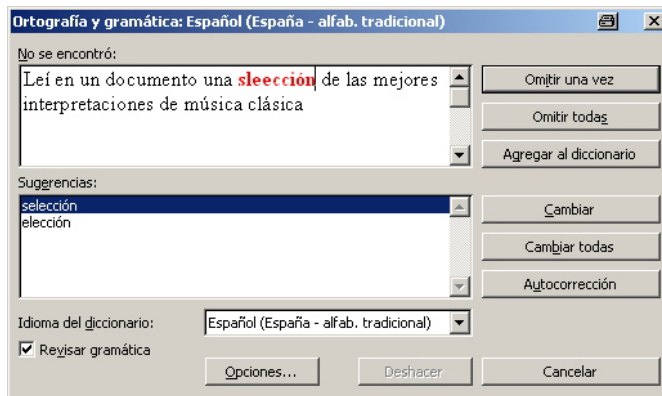 Ortografía y gramática: Español (España - alfab. tradicional)
No se encontró:
Leí en un documento una sleección de las mejores
interpretaciones de música clásica
Omitir una vez
Omitir todas
Agregar al diccionario
Sugerencias:
selección
elección
Cambiar
Cambiar todas
Autocorrección
Idioma del diccionario:
Español (España - alfab. tradicional)
Revisar gramática
Opciones...
Deshacer
Cancelar